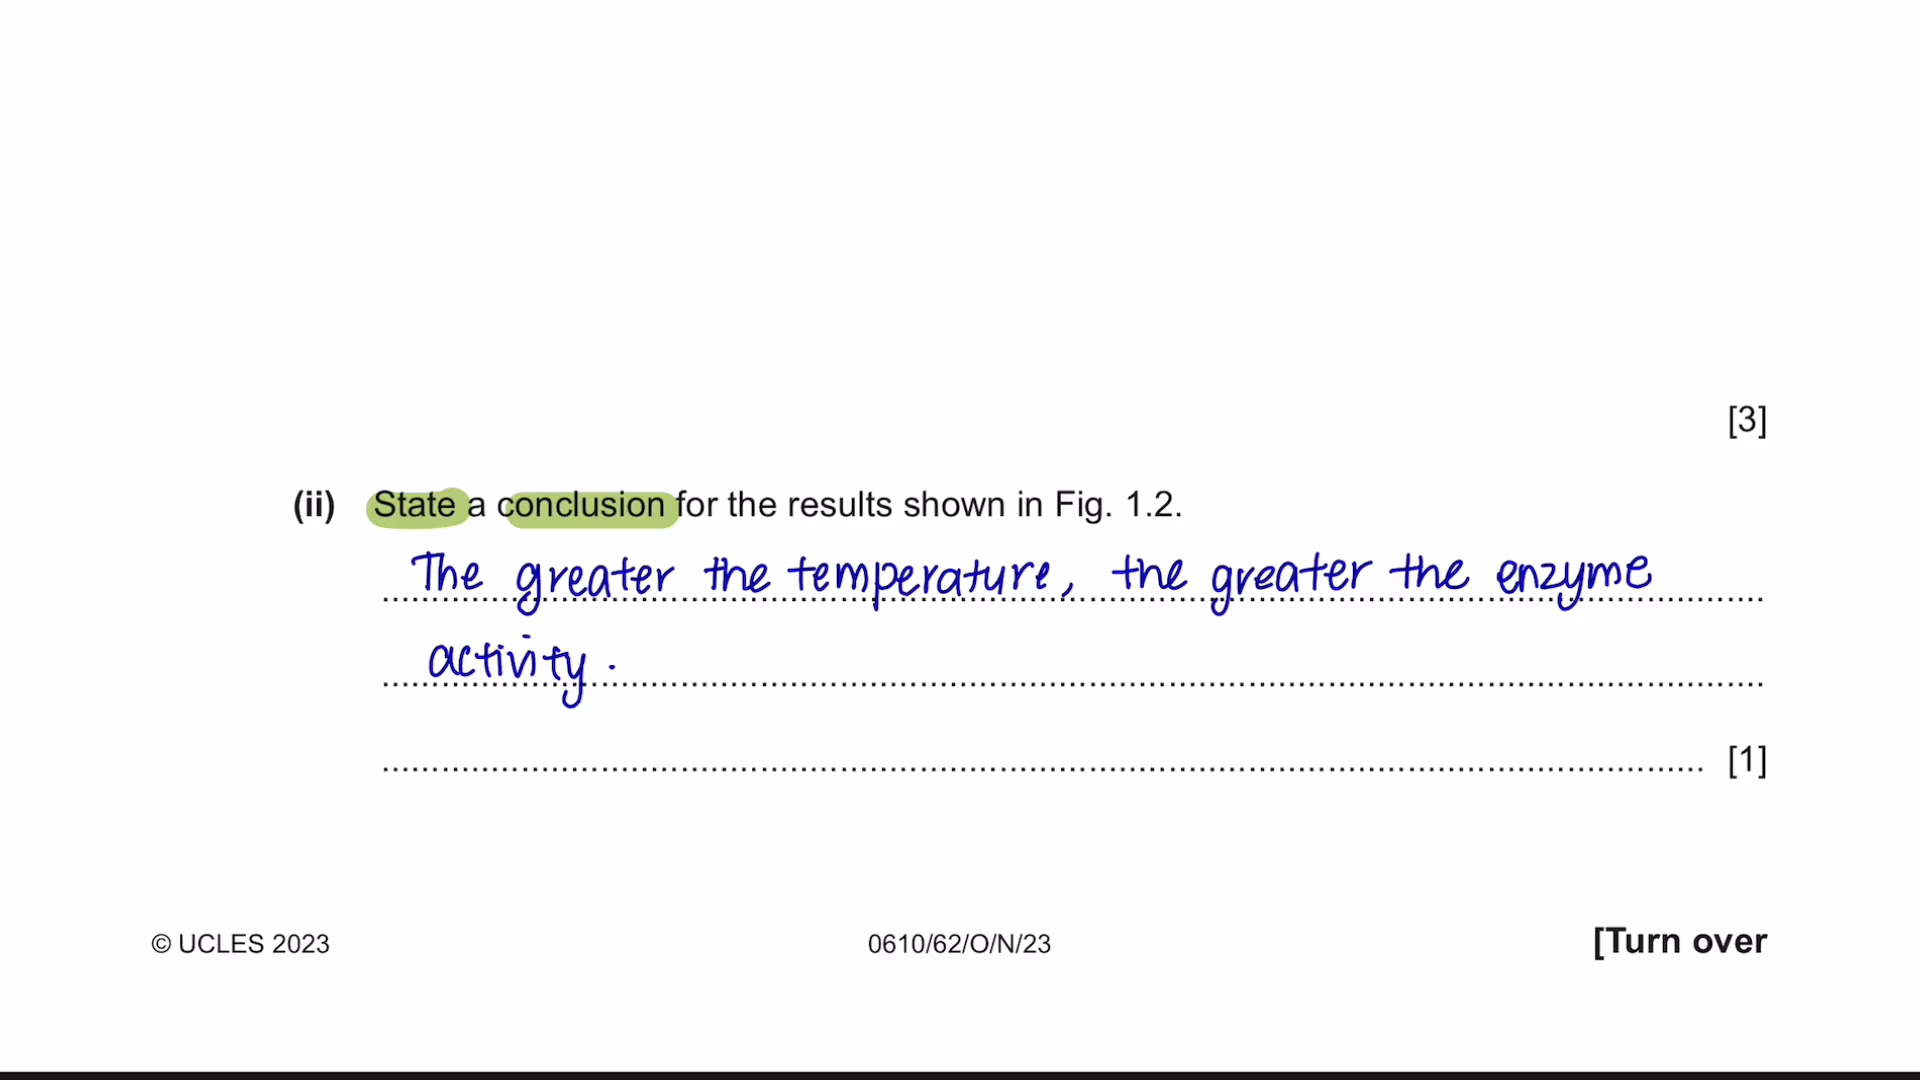 [3]
(ii) State a conclusion for the results shown in Fig. 1.2.
The greater the temperature, the greater the enzyme
activity.
[1]
© UCLES 2023 0610/62/O/N/23 [Turn over